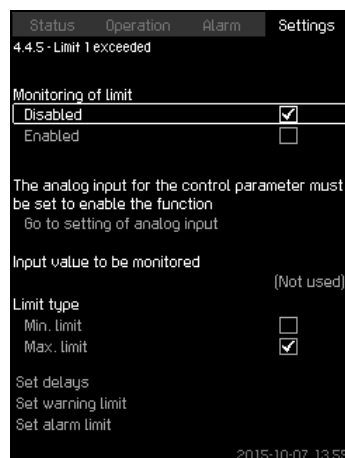 Status Operation Alarm Settings
4.4.5 - Limit 1 exceeded
Monitoring of limit
Disabled
Enabled
The analog input for the control parameter must
be set to enable the function
Go to setting of analog input
Input value to be monitored
(Not used)
Limit type
Min. limit
Max. limit
Set delays
Set warning limit
Set alarm limit
2015-10-07 13:59